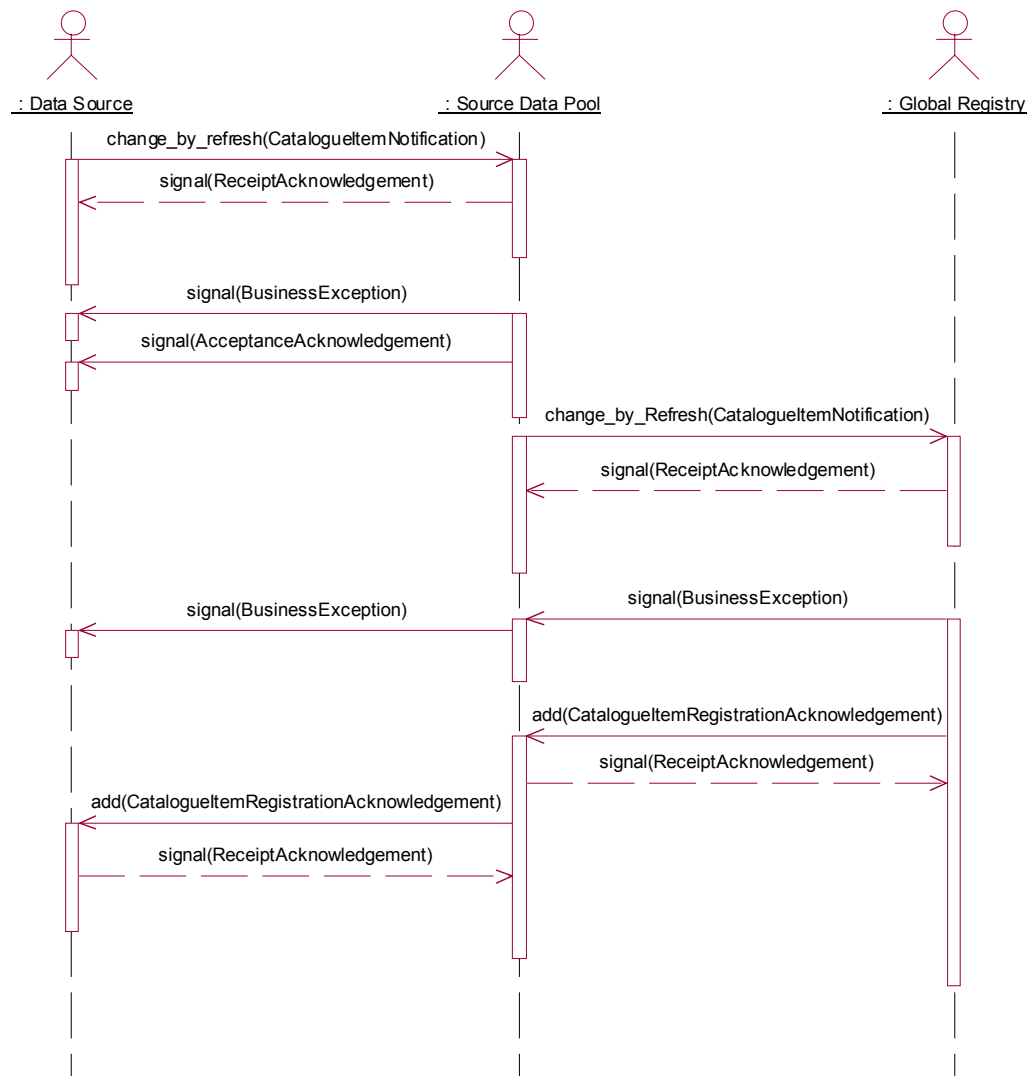 : Data Source
: Source Data Pool
: Global Registry
change_by_refresh(CatalogueItemNotification)
signal(ReceiptAcknowledgement)
signal(BusinessException)
signal(AcceptanceAcknowledgement)
change_by_Refresh(CatalogueItemNotification)
signal(ReceiptAcknowledgement)
signal(BusinessException)
signal(BusinessException)
add(CatalogueItemRegistrationAcknowledgement)
signal(ReceiptAcknowledgement)
add(CatalogueItemRegistrationAcknowledgement)
signal(ReceiptAcknowledgement)